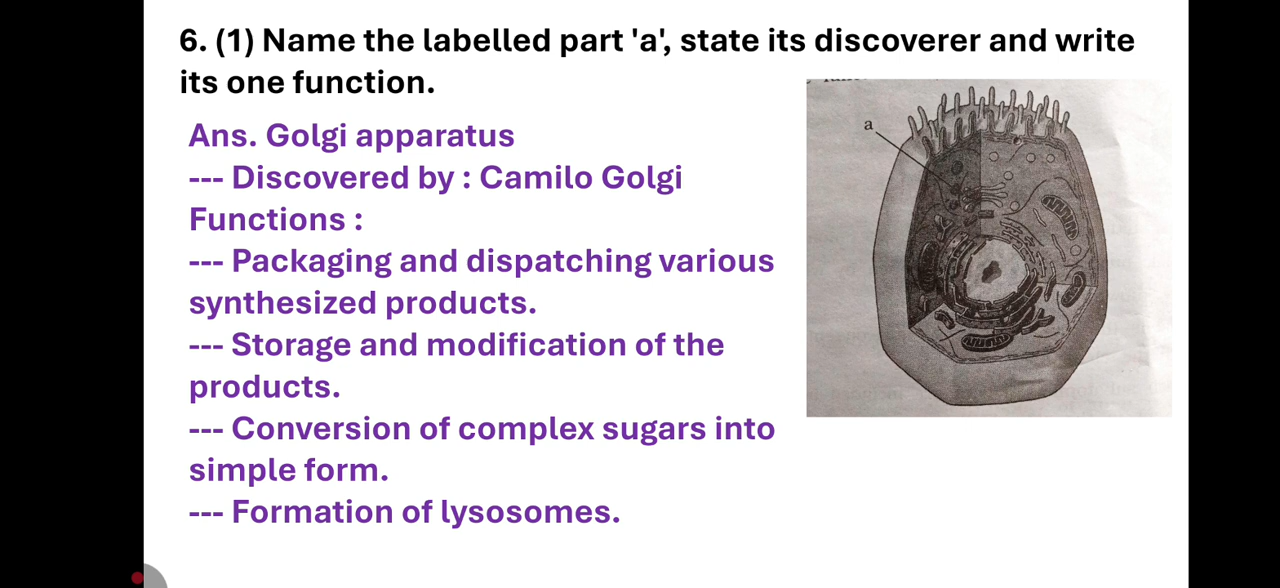 6. (1) Name the labelled part 'a', state its discoverer and write
its one function.
Ans. Golgi apparatus
--- Discovered by : Camilo Golgi
Functions :
--- Packaging and dispatching various
synthesized products.
--- Storage and modification of the
products.
--- Conversion of complex sugars into
simple form.
--- Formation of lysosomes.
a